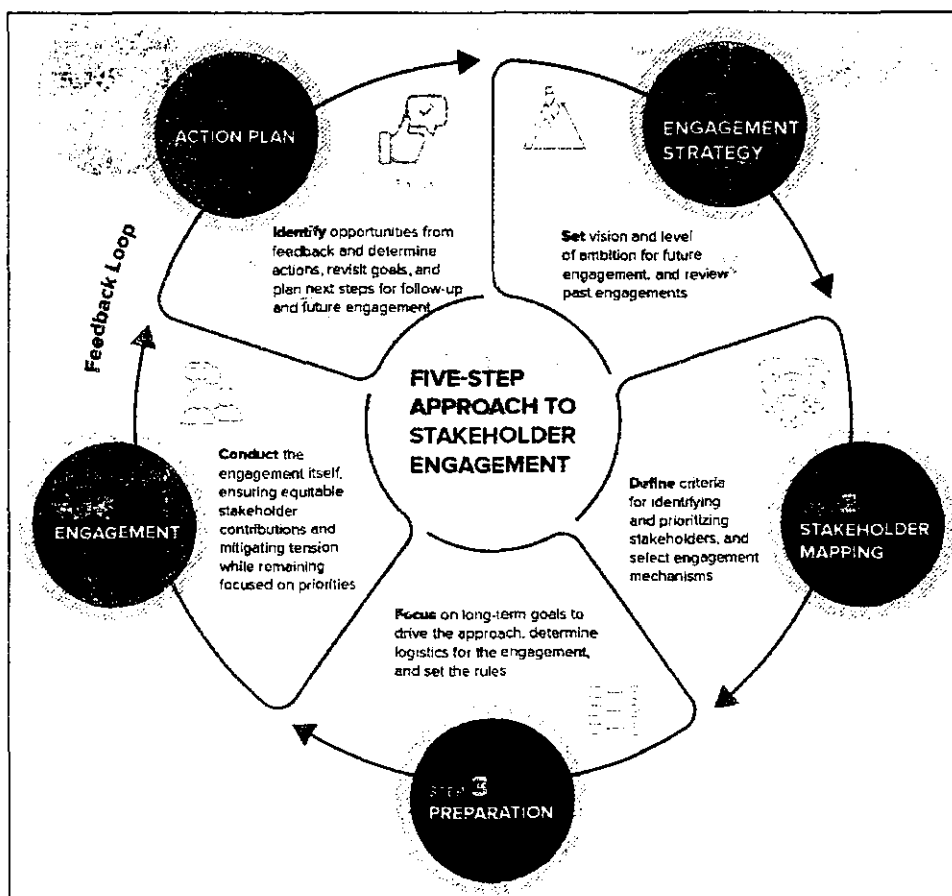 ENGAGEMENT
STRATEGY
Set vision and level
of ambition for future
engagement, and review
past engagements
2
STAKEHOLDER
MAPPING
Define criteria
for identifying
and prioritizing
stakeholders, and
select engagement
mechanisms
STEP 3
PREPARATION
Focus on long-term goals to
drive the approach, determine
logistics for the engagement,
and set the rules
ENGAGEMENT
Conduct the
engagement itself,
ensuring equitable
stakeholder
contributions and
mitigating tension
while remaining
focused on priorities
Feedback Loop
ACTION PLAN
Identify opportunities from
feedback and determine
actions, revisit goals, and
plan next steps for follow-up
and future engagement
FIVE-STEP
APPROACH TO
STAKEHOLDER
ENGAGEMENT